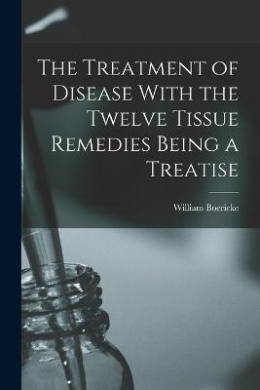 The Treatment of
Disease With the
Twelve Tissue
Remedies Being a
Treatise
William Boericke